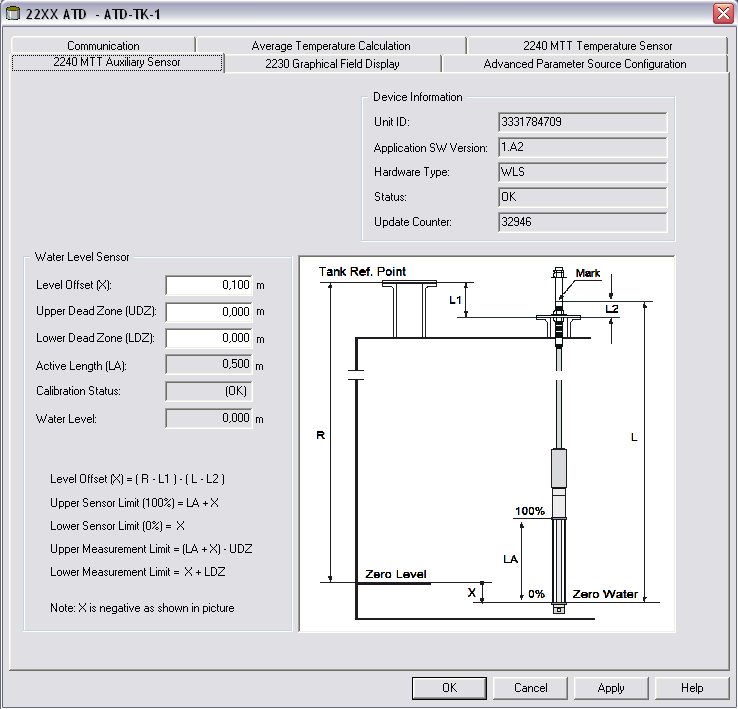 22XX ATD - ATD-TK-1
Communication
Average Temperature Calculation
2240 MTT Temperature Sensor
2240 MTT Auxiliary Sensor
2230 Graphical Field Display
Advanced Parameter Source Configuration
Device Information
Unit ID: 3331784709
Application SW Version: 1.A2
Hardware Type: WLS
Status: OK
Update Counter: 32946
Water Level Sensor
Level Offset (X): 0,100 m
Upper Dead Zone (UDZ): 0,000 m
Lower Dead Zone (LDZ): 0,000 m
Active Length (LA): 0,500 m
Calibration Status: (OK)
Water Level: 0,000 m
Level Offset (X) = ( R - L1 ) - ( L - L2 )
Upper Sensor Limit (100%) = LA + X
Lower Sensor Limit (0%) = X
Upper Measurement Limit = (LA + X) - UDZ
Lower Measurement Limit = X + LDZ
Note: X is negative as shown in picture
Tank Ref. Point
Mark
L1
L2
R
L
100%
LA
Zero Level
X
0%
Zero Water
OK
Cancel
Apply
Help